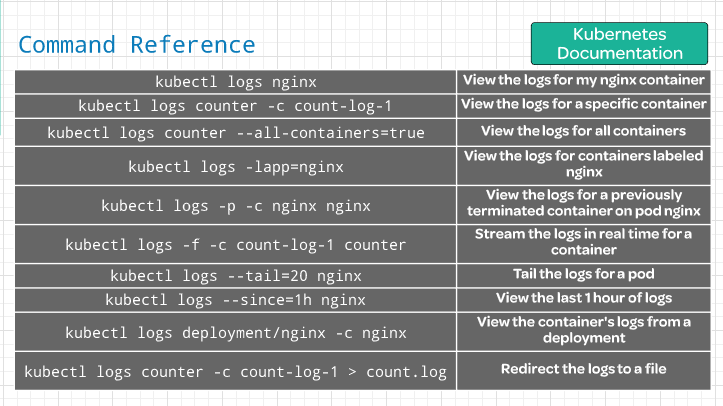 Command Reference
Kubernetes
Documentation
kubectl logs nginx
View the logs for my nginx container
kubectl logs counter -c count-log-1
View the logs for a specific container
kubectl logs counter --all-containers=true
View the logs for all containers
kubectl logs -lapp=nginx
View the logs for containers labeled
nginx
kubectl logs -p -c nginx nginx
View the logs for a previously
terminated container on pod nginx
kubectl logs -f -c count-log-1 counter
Stream the logs in real time for a
container
kubectl logs --tail=20 nginx
Tail the logs for a pod
kubectl logs --since=1h nginx
View the last 1 hour of logs
kubectl logs deployment/nginx -c nginx
View the container's logs from a
deployment
kubectl logs counter -c count-log-1 > count.log
Redirect the logs to a file